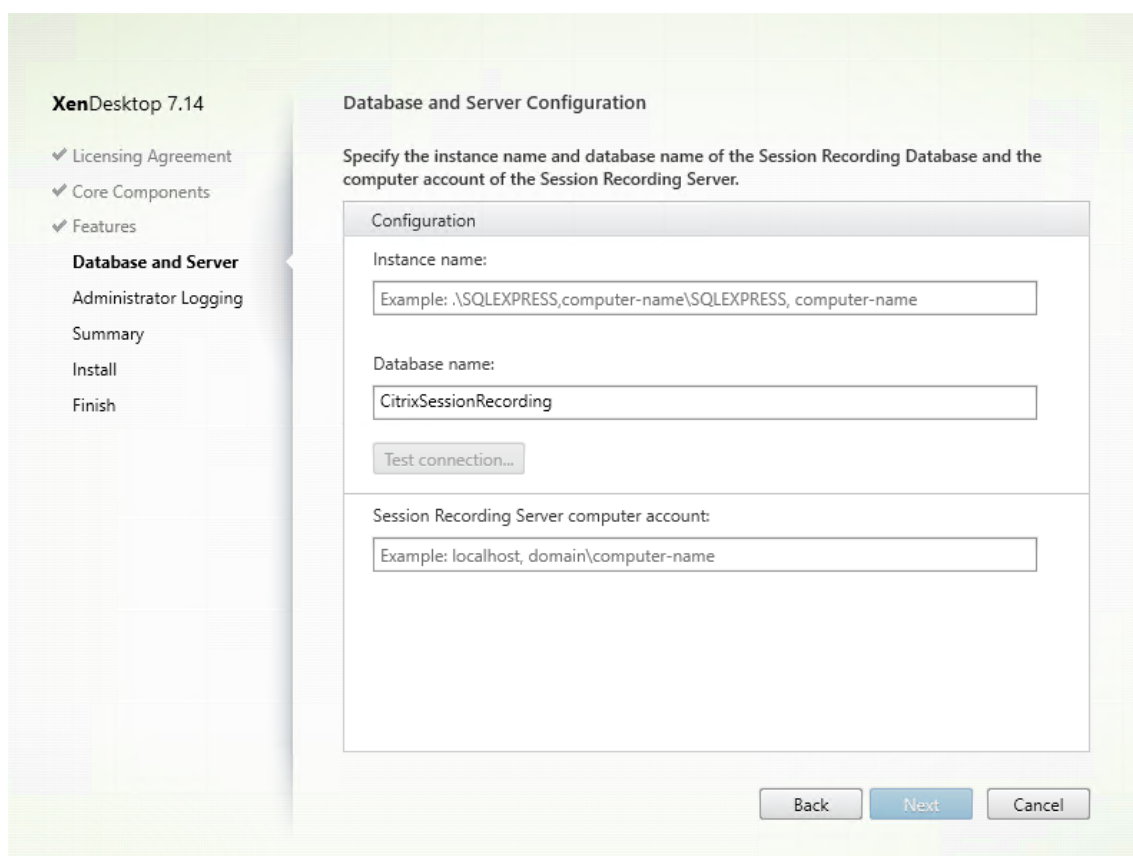 XenDesktop 7.14
Licensing Agreement
Core Components
Features
Database and Server
Administrator Logging
Summary
Install
Finish
Database and Server Configuration
Specify the instance name and database name of the Session Recording Database and the
computer account of the Session Recording Server.
Configuration
Instance name:
Example: .\SQLEXPRESS,computer-name\SQLEXPRESS, computer-name
Database name:
CitrixSessionRecording
Test connection...
Session Recording Server computer account:
Example: localhost, domain\computer-name
Back
Next
Cancel